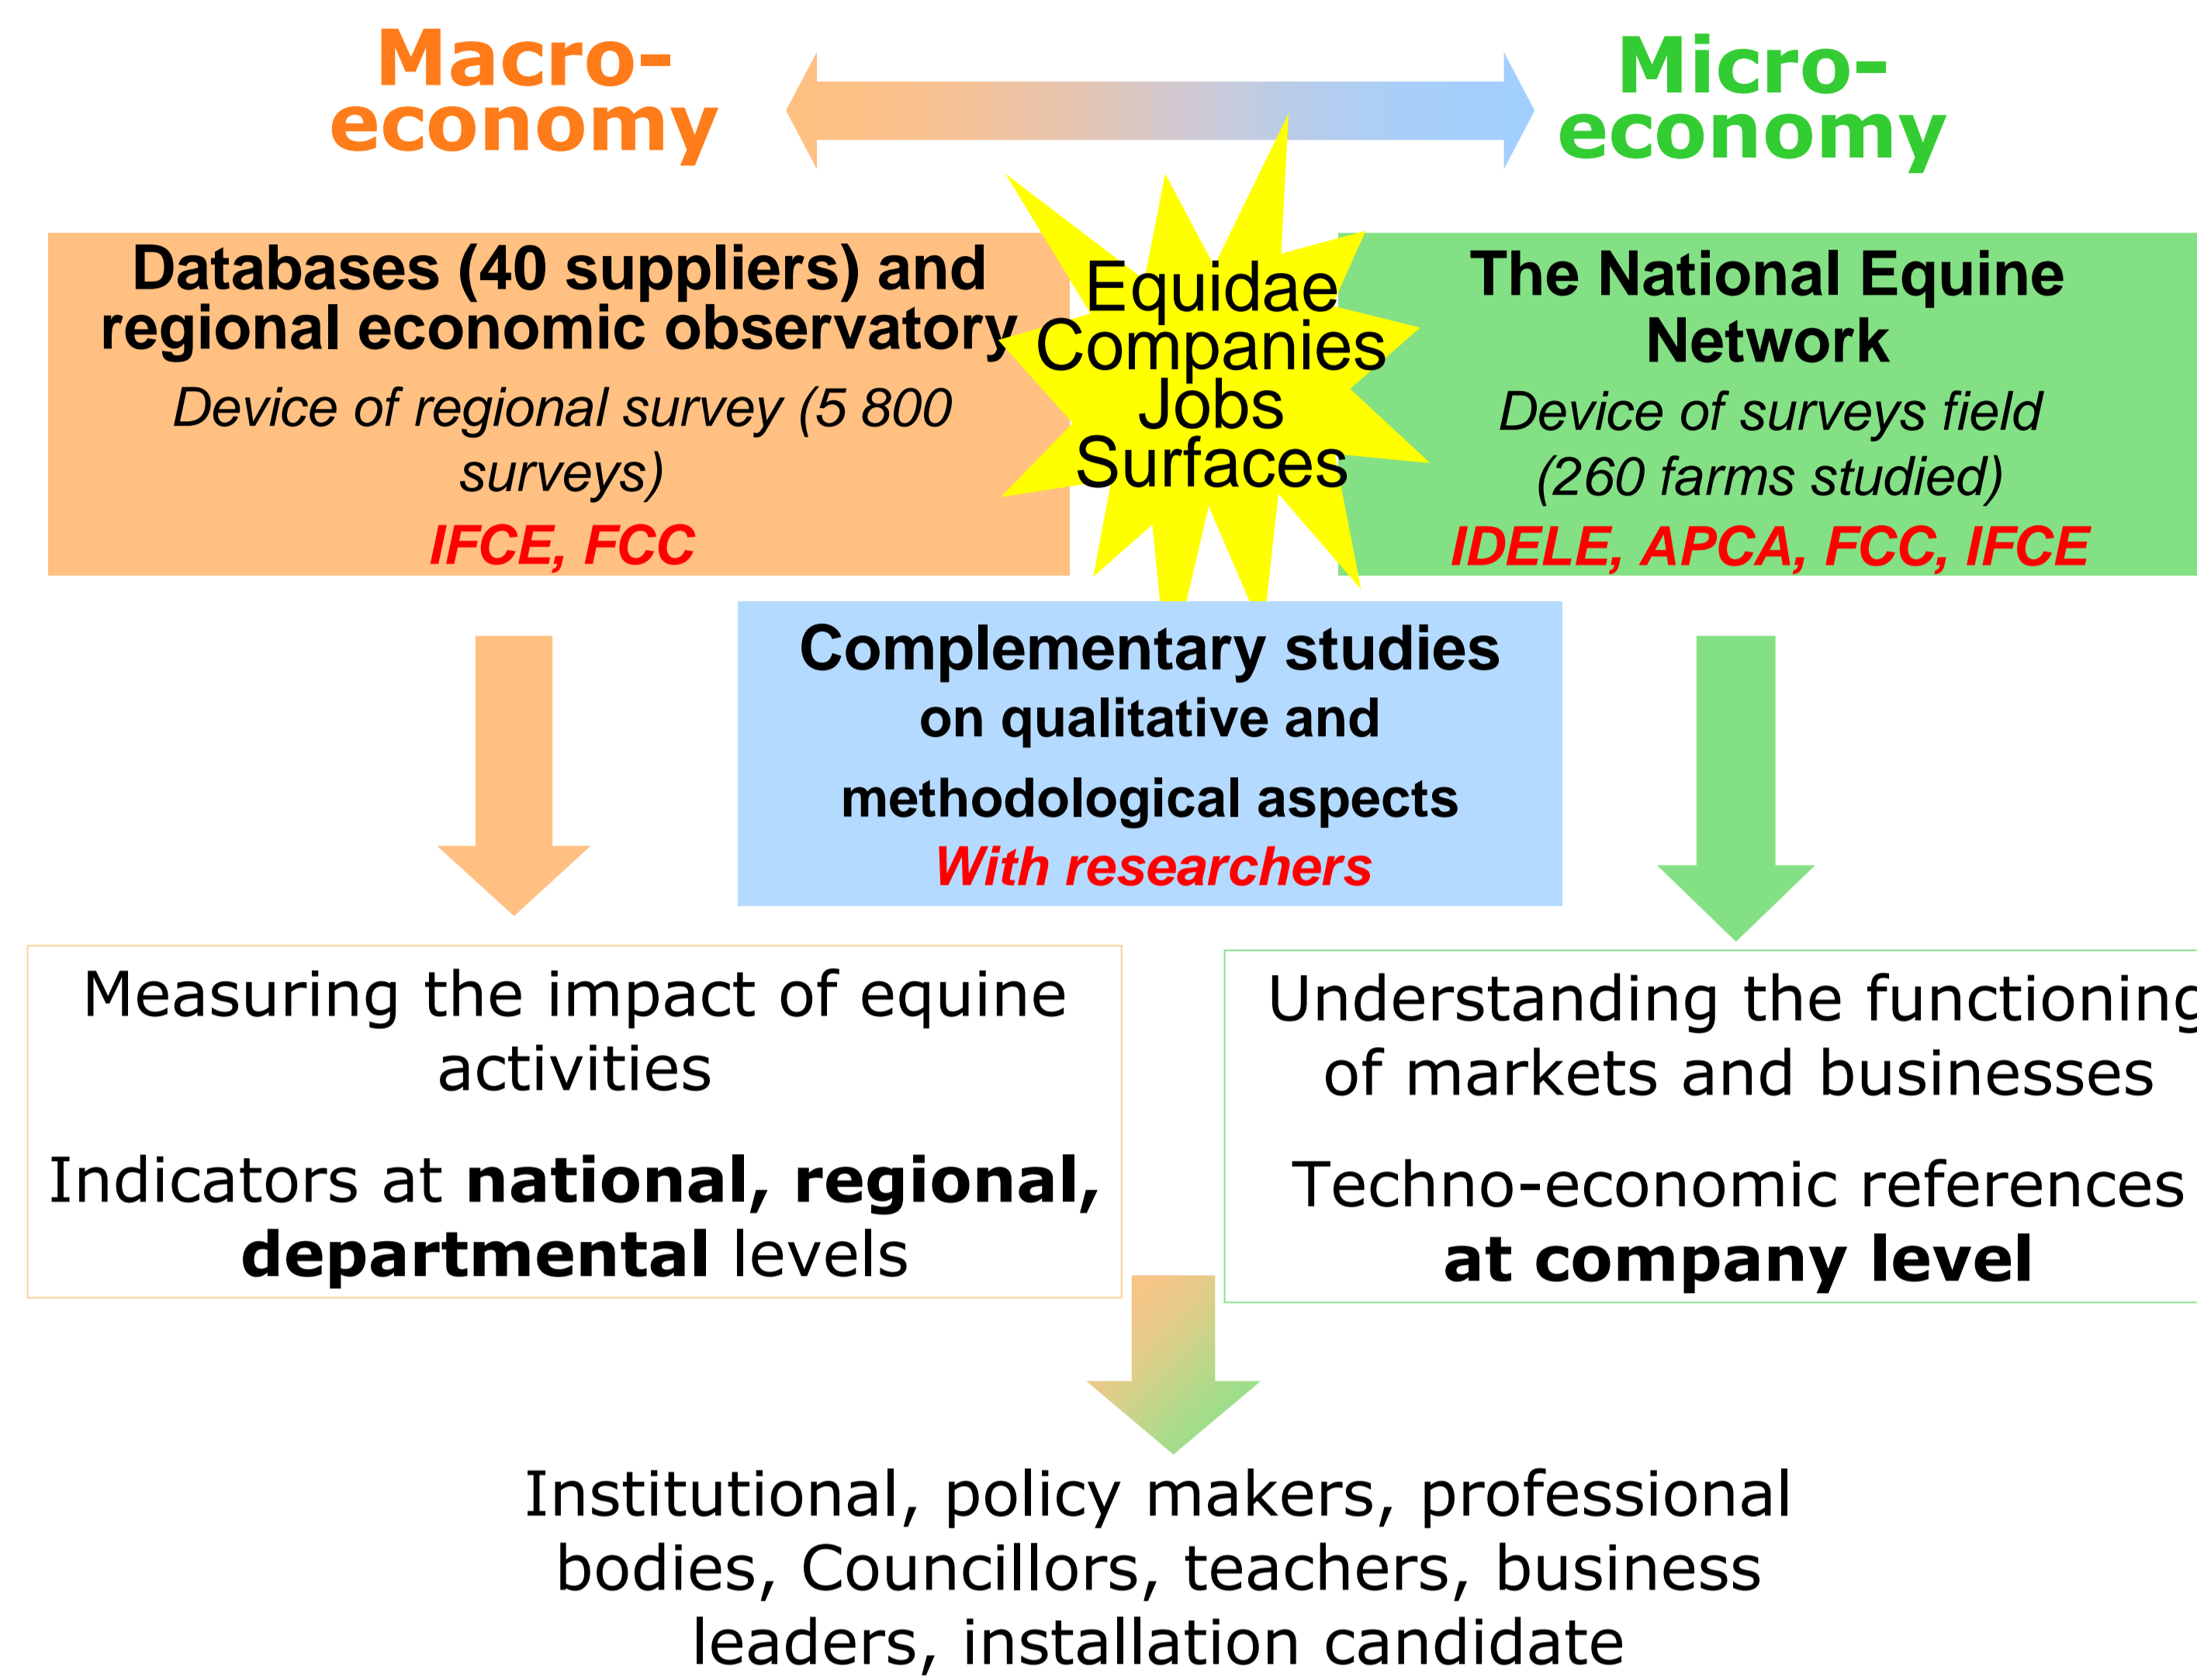 Macro-
economy
Micro-
economy
Databases (40 suppliers) and
regional economic observatory
Device of regional survey (5 800
surveys)
IFCE, FCC
Equidae
Companies
Jobs
Surfaces
The National Equine
Network
Device of surveys field
(260 farms studied)
IDELE, APCA, FCC, IFCE
Complementary studies
on qualitative and
methodological aspects
With researchers
Measuring the impact of equine
activities
Indicators at national, regional,
departmental levels
Understanding the functioning
of markets and businesses
Techno-economic references
at company level
Institutional, policy makers, professional
bodies, Councillors, teachers, business
leaders, installation candidate